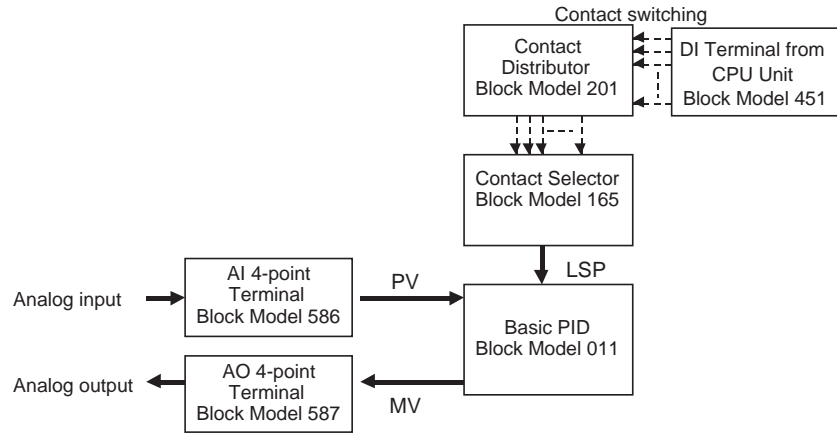 Contact switching
Contact
Distributor
Block Model 201
DI Terminal from
CPU Unit
Block Model 451
Contact Selector
Block Model 165
LSP
Analog input
AI 4-point
Terminal
Block Model 586
PV
Basic PID
Block Model 011
Analog output
AO 4-point
Terminal
Block Model 587
MV